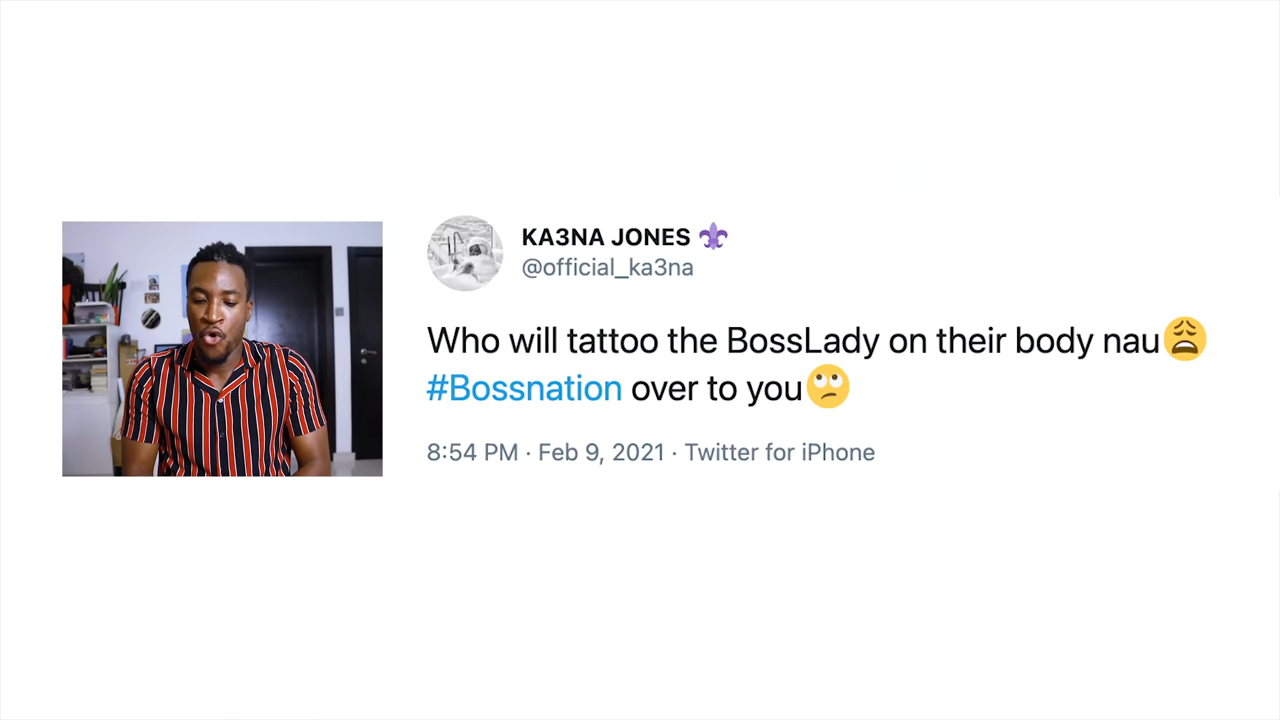 KA3NA JONES ⚜
@official_ka3na
Who will tattoo the BossLady on their body nau😩
#Bossnation over to you🙄
8:54 PM · Feb 9, 2021 · Twitter for iPhone